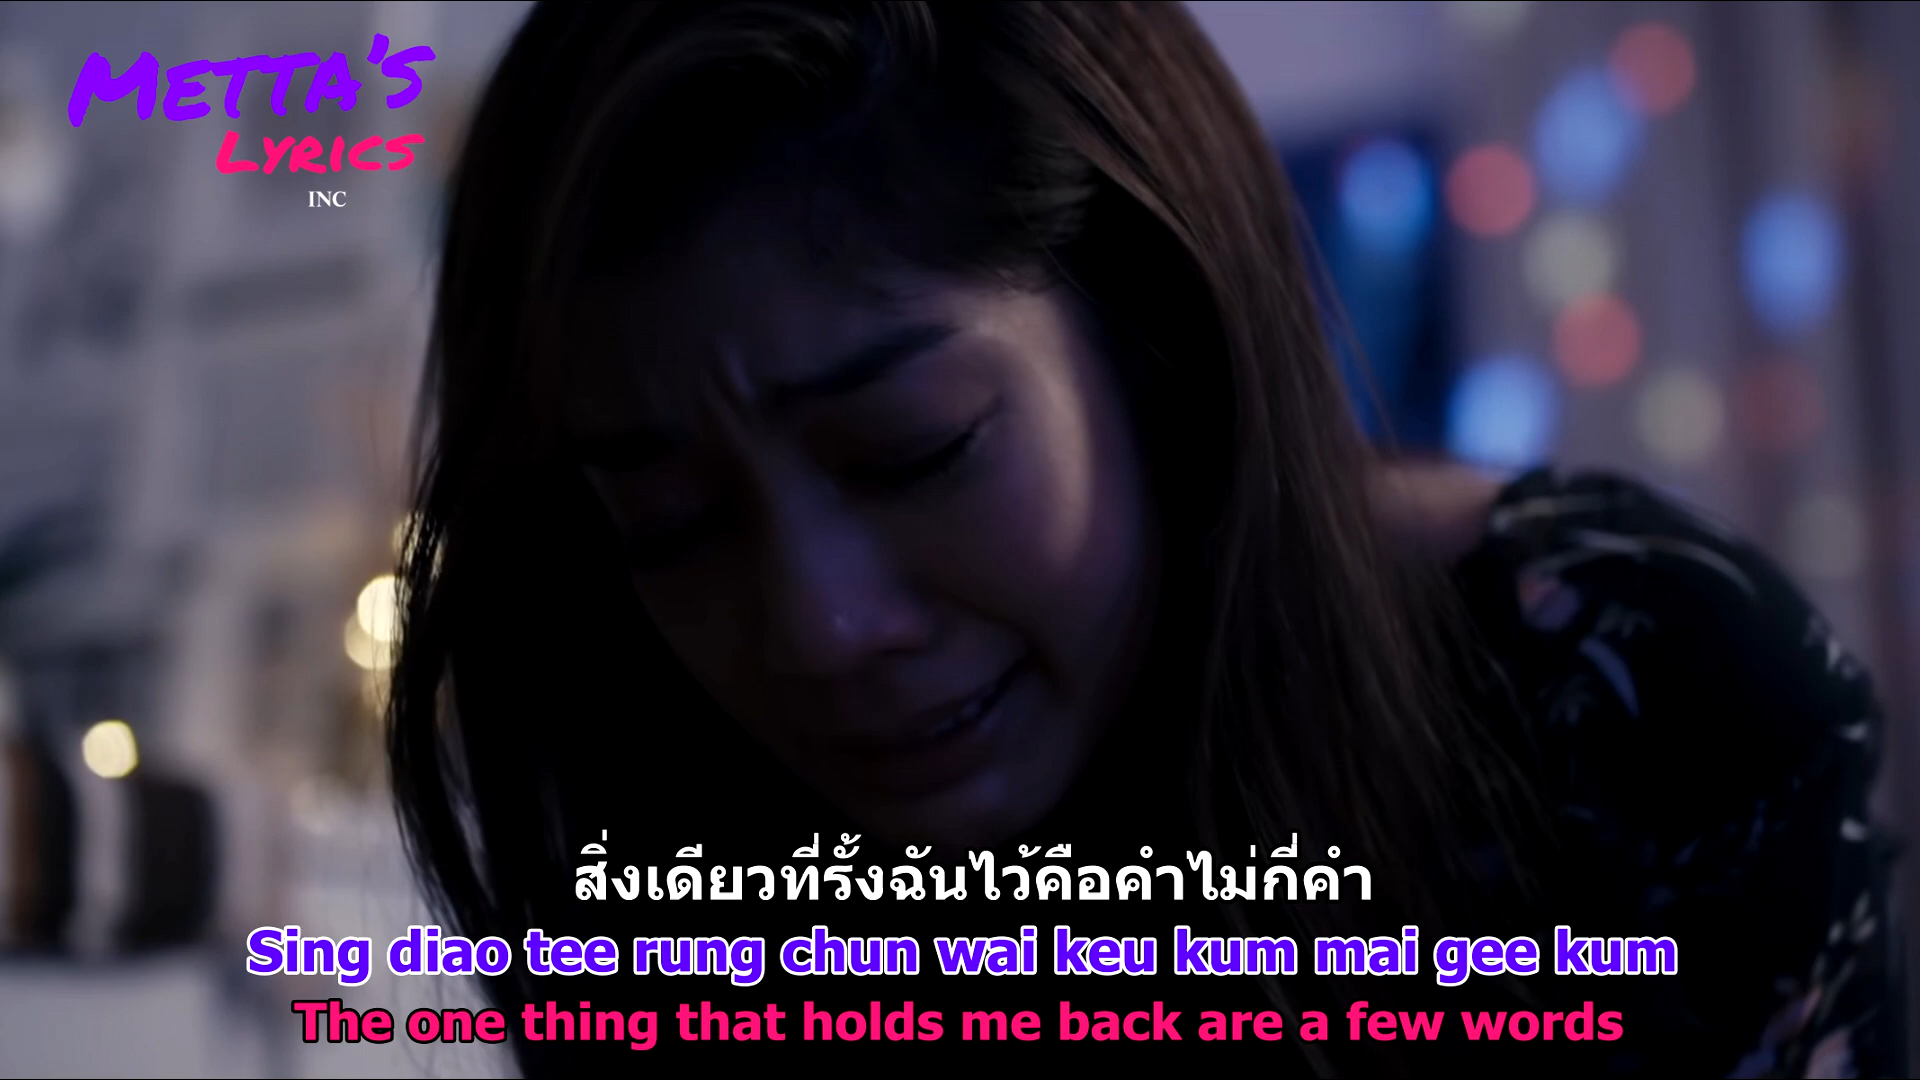 METTA'S
LYRICS
INC
สิ่งเดียวที่รั้งฉันไว้คือคำไม่กี่คำ
Sing diao tee rung chun wai keu kum mai gee kum
The one thing that holds me back are a few words